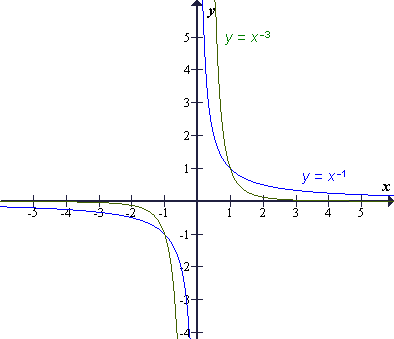 y
5
y = x⁻³
4
3
2
1
y = x⁻¹
x
-5 -4 -3 -2 -1 1 2 3 4 5
-1
-2
-3
-4